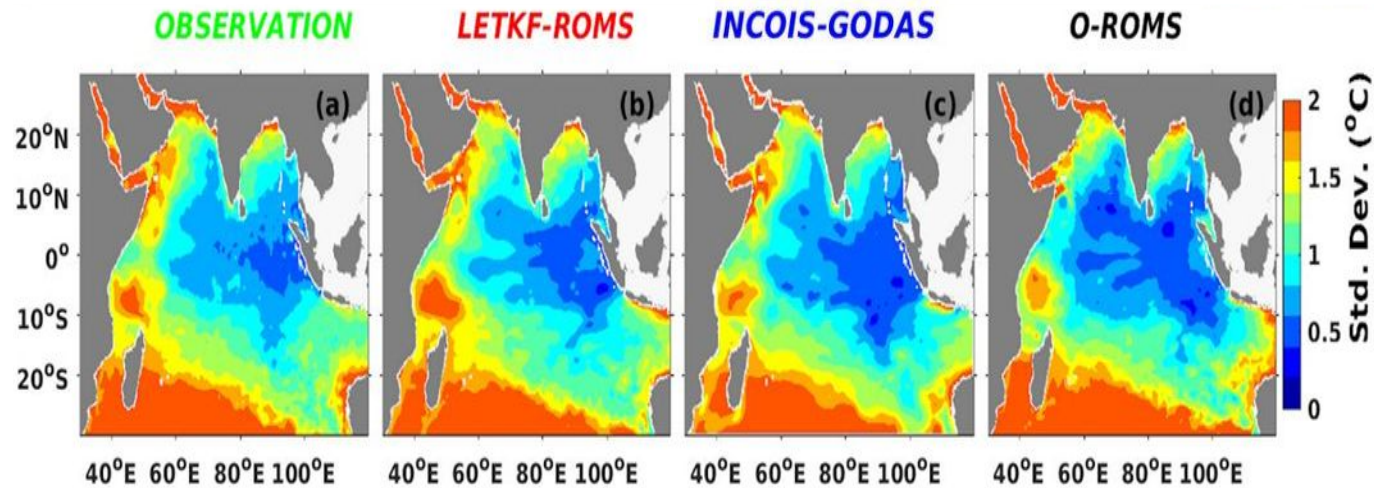 OBSERVATION LETKF-ROMS INCOIS-GODAS O-ROMS
(a) (b) (c) (d)
20°N
10°N
0°
10°S
20°S
40°E 60°E 80°E 100°E 40°E 60°E 80°E 100°E 40°E 60°E 80°E 100°E 40°E 60°E 80°E 100°E
2
1.5
1
0.5
0
Std. Dev. (°C)